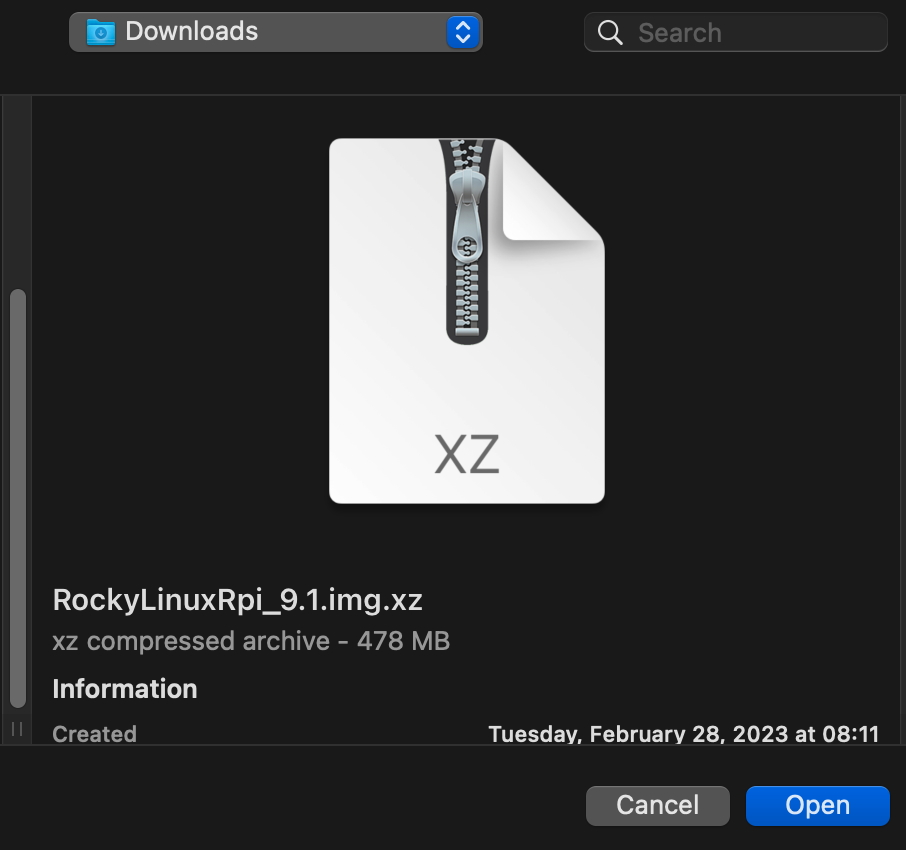 Downloads
Search
XZ
RockyLinuxRpi_9.1.img.xz
xz compressed archive - 478 MB
Information
Created Tuesday, February 28, 2023 at 08:11
Cancel Open